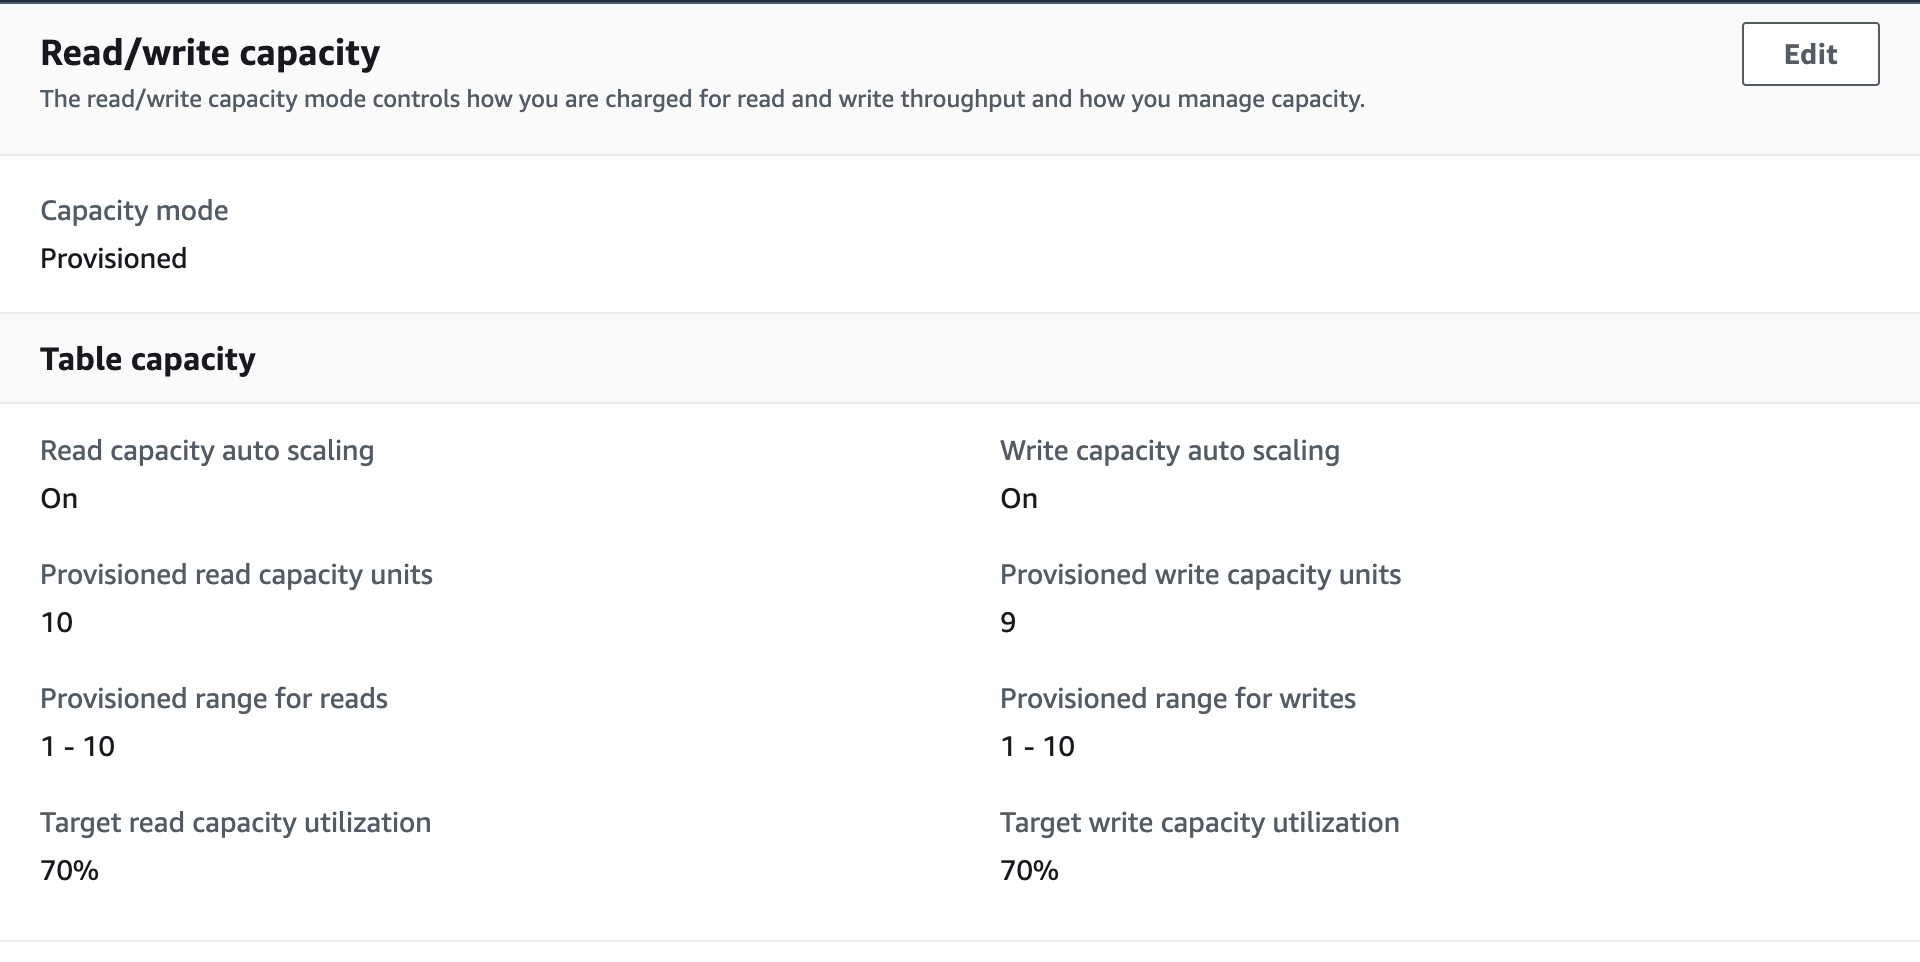 Read/write capacity
Edit
The read/write capacity mode controls how you are charged for read and write throughput and how you manage capacity.
Capacity mode
Provisioned
Table capacity
Read capacity auto scaling
On
Provisioned read capacity units
10
Provisioned range for reads
1 - 10
Target read capacity utilization
70%
Write capacity auto scaling
On
Provisioned write capacity units
9
Provisioned range for writes
1 - 10
Target write capacity utilization
70%